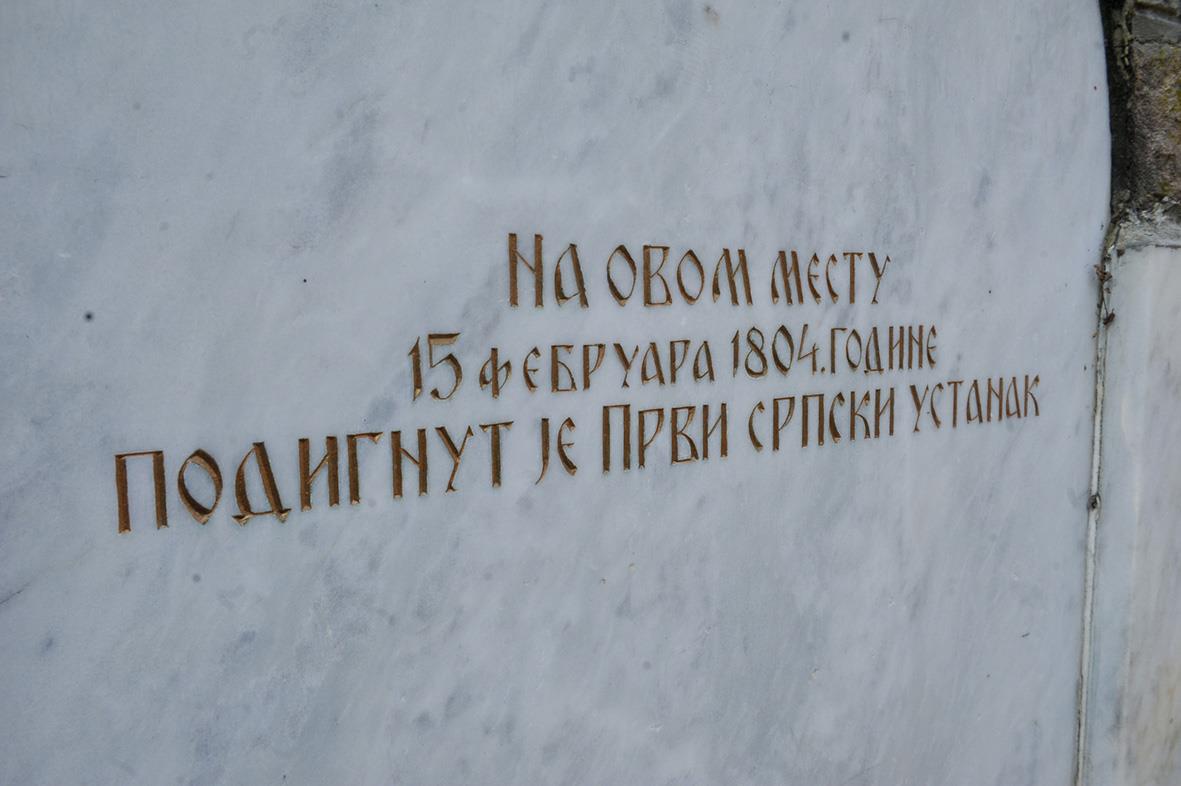 На овом месту
15 фебруара 1804. године
подигнут је Први српски устанак